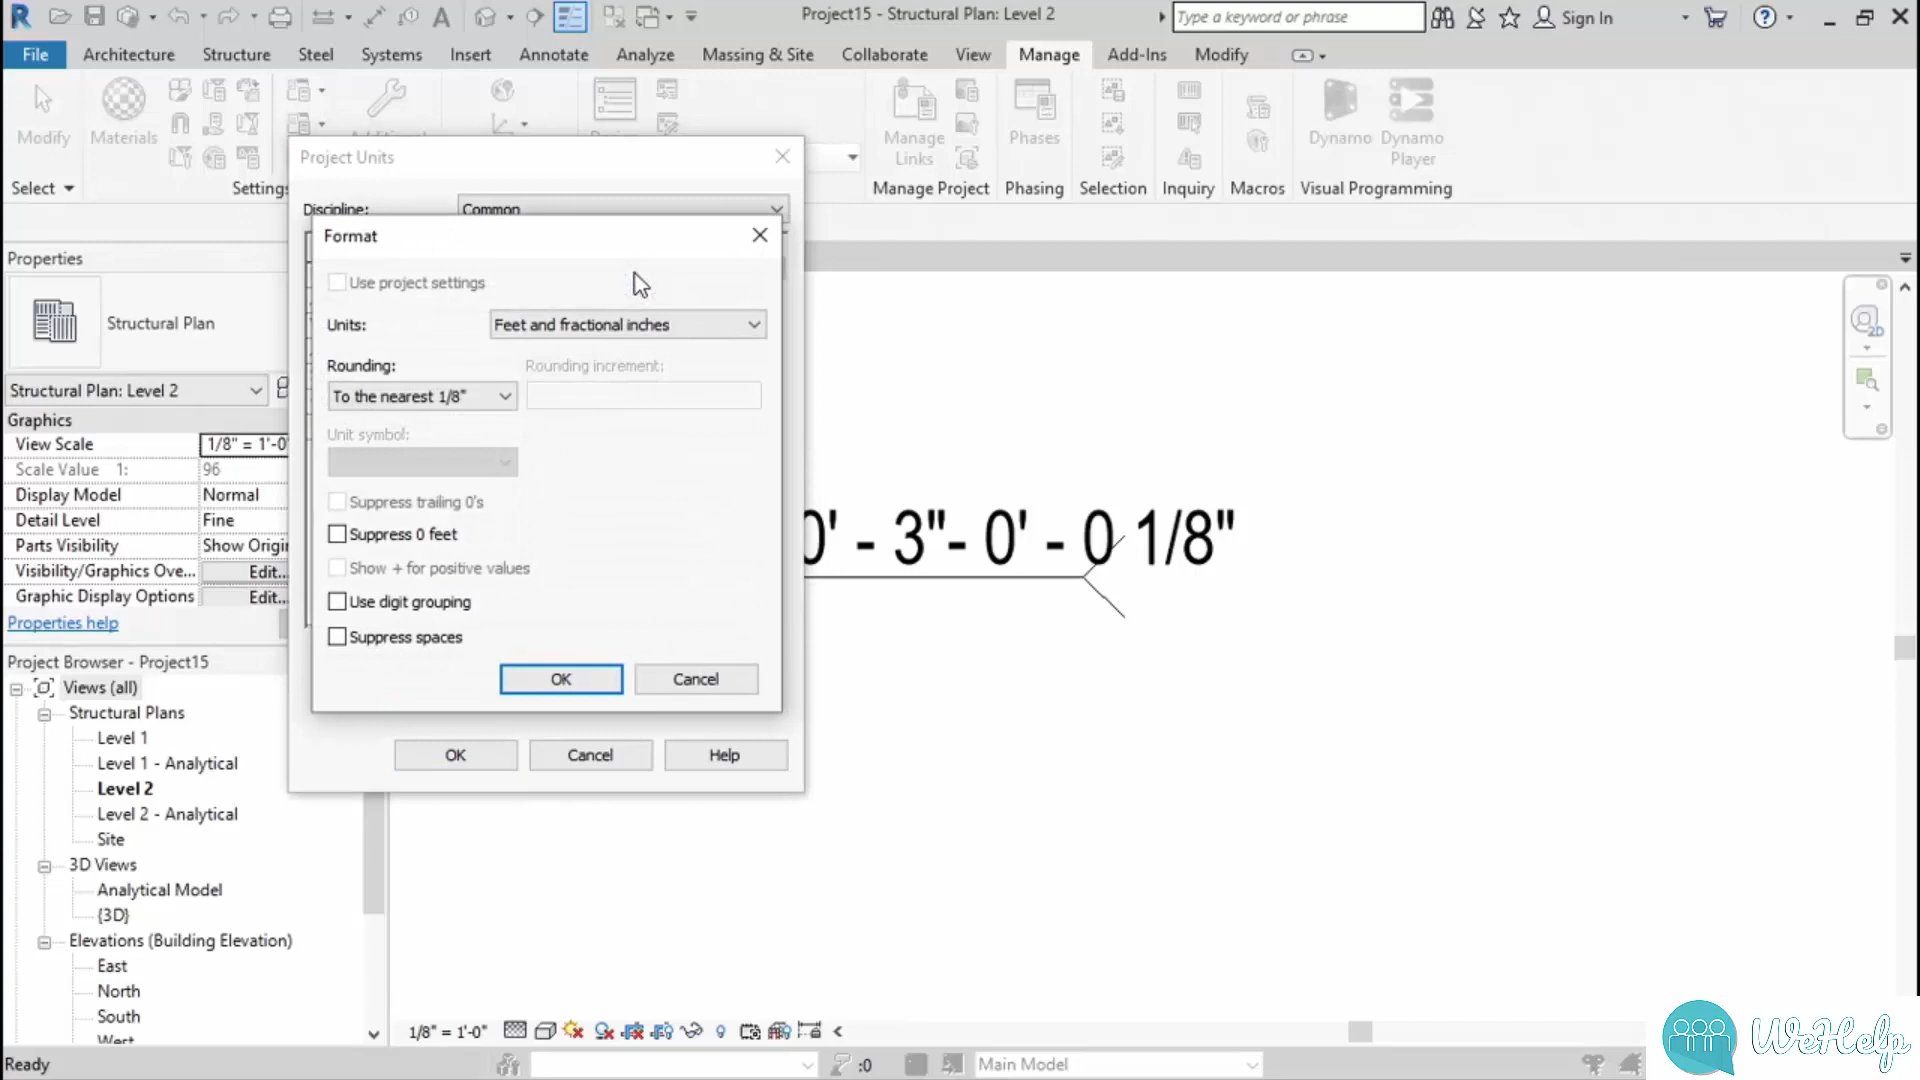 Project15 - Structural Plan: Level 2
Type a keyword or phrase
Sign In
File Architecture Structure Steel Systems Insert Annotate Analyze Massing & Site Collaborate View Manage Add-Ins Modify
Modify
Materials
Manage
Links
Phases
Dynamo
Dynamo
Player
Select
Settings
Manage Project
Phasing
Selection
Inquiry
Macros
Visual Programming
Project Units
Discipline: Common
Format
Use project settings
Units: Feet and fractional inches
Rounding: Rounding increment:
To the nearest 1/8"
Unit symbol:
Suppress trailing 0's
Suppress 0 feet
Show + for positive values
Use digit grouping
Suppress spaces
OK Cancel
OK Cancel Help
Properties
Structural Plan
Structural Plan: Level 2
Graphics
View Scale 1/8" = 1'-0"
Scale Value 1: 96
Display Model Normal
Detail Level Fine
Parts Visibility Show Origin
Visibility/Graphics Ove... Edit...
Graphic Display Options Edit...
Properties help
Project Browser - Project15
Views (all)
Structural Plans
Level 1
Level 1 - Analytical
Level 2
Level 2 - Analytical
Site
3D Views
Analytical Model
{3D}
Elevations (Building Elevation)
East
North
South
West
0' - 3"- 0' - 0 1/8"
2D
1/8" = 1'-0"
Ready
:0
Main Model
WeHelp